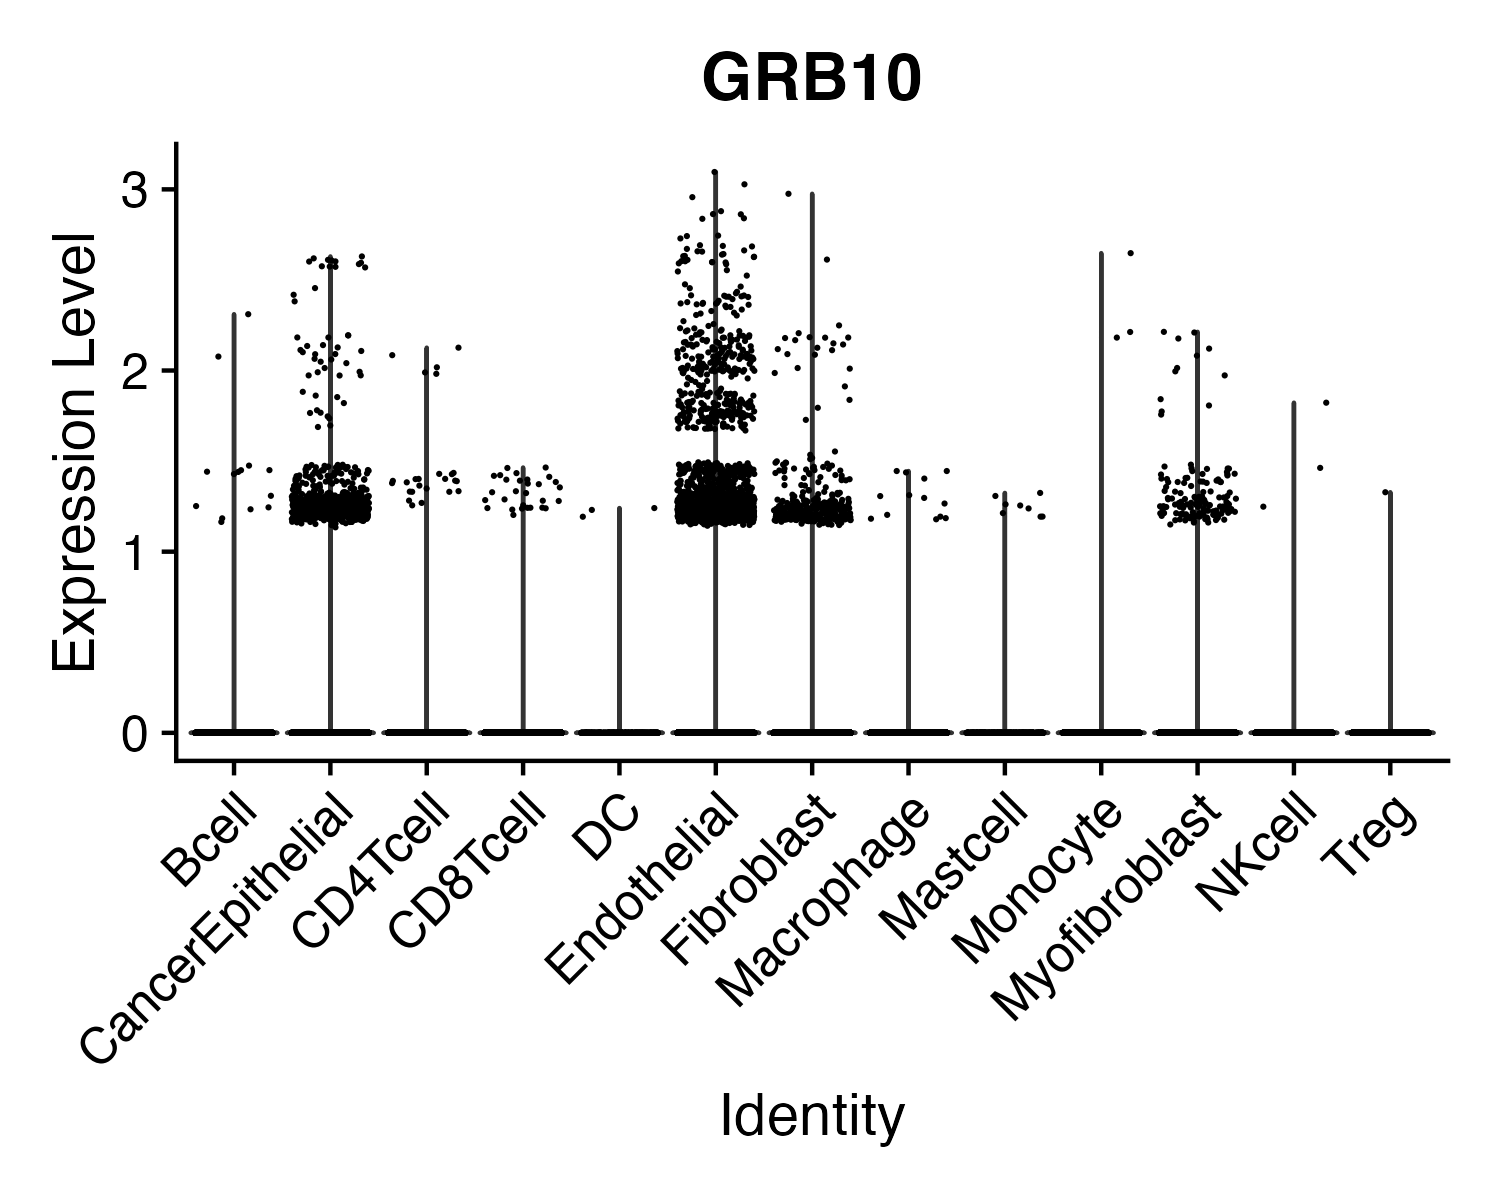 GRB10
Expression Level
3
2
1
0
Bcell
CancerEpithelial
CD4Tcell
CD8Tcell
DC
Endothelial
Fibroblast
Macrophage
Mastcell
Monocyte
Myofibroblast
NKcell
Treg
Identity